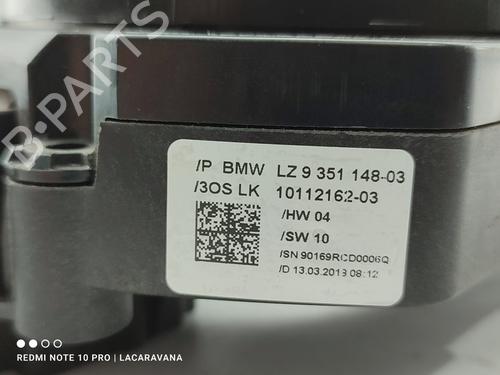 B-PARTS
/P BMW LZ 9 351 148-03
/3OS LK 10112162-03
/HW 04
/SW 10
/SN 90169RCD0006Q
/D 13.03.2018 08:12
REDMI NOTE 10 PRO | LACARAVANA